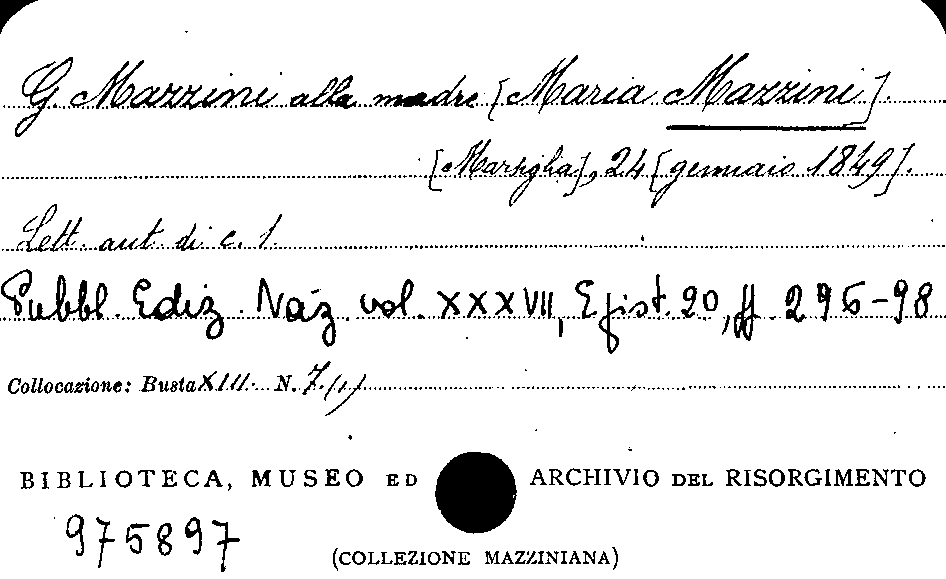 G. Mazzini alla madre [Maria Mazzini].
[Marsiglia], 24 [gennaio 1849].
Lett. aut. di c. 1.
Pubbl. Ediz. Naz. vol. XXXVII, Epist. 20, ff. 296-98
Collocazione: Busta XIII. N. 7 (1)
BIBLIOTECA, MUSEO ED ARCHIVIO DEL RISORGIMENTO
975897
(COLLEZIONE MAZZINIANA)